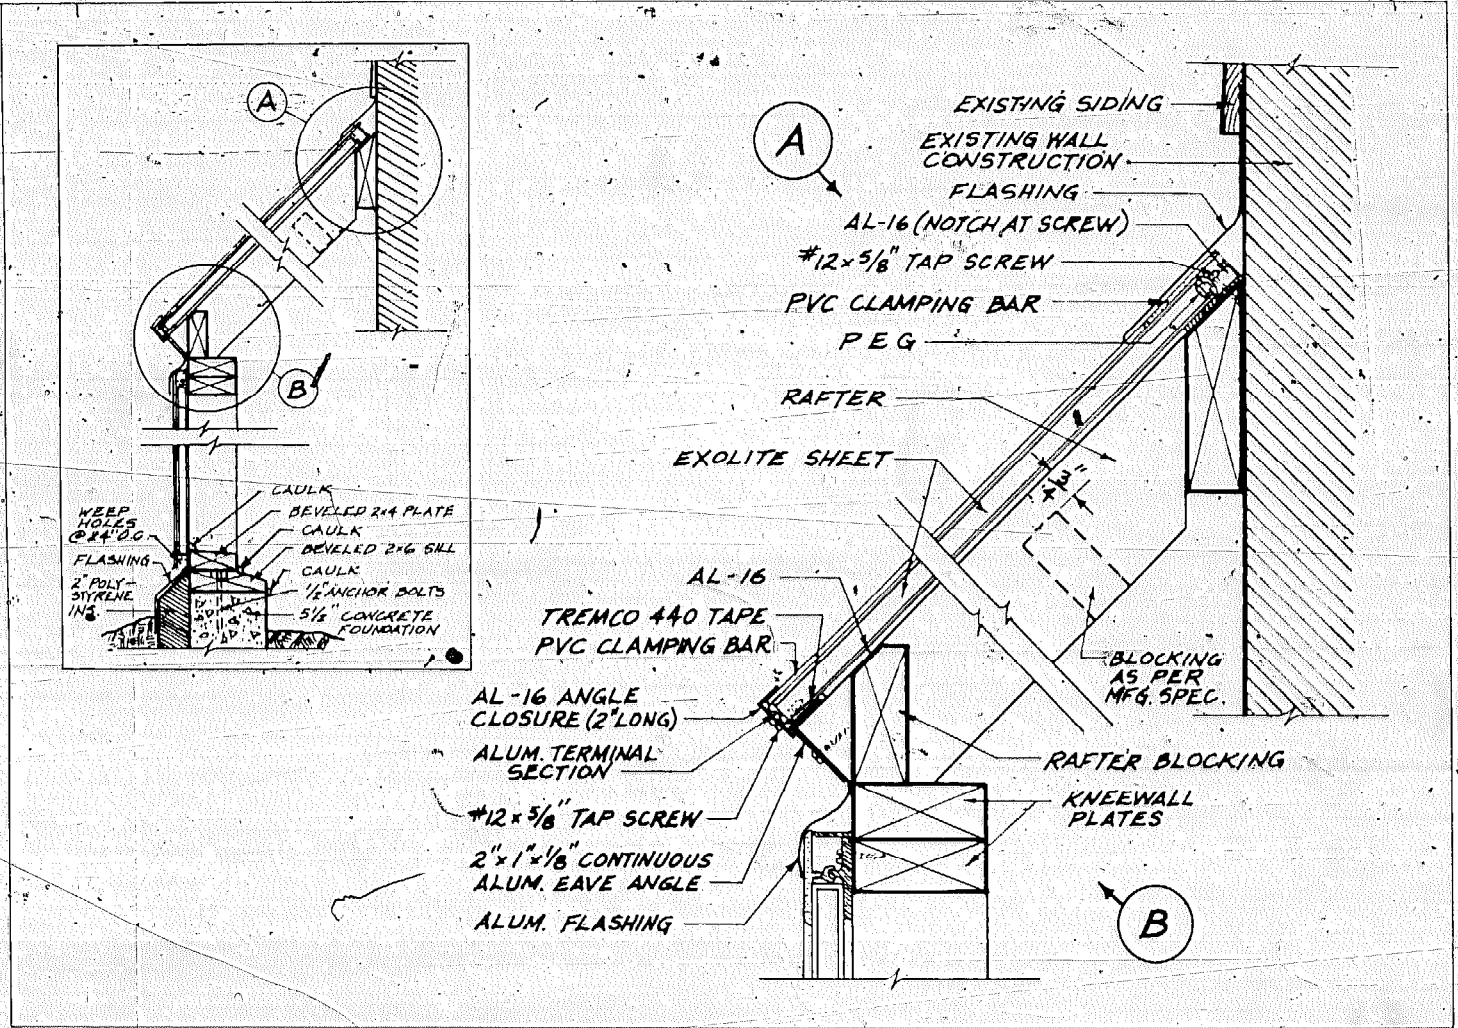 A
B
CAULK
BEVELED 2x4 PLATE
CAULK
BEVELED 2x6 SILL
CAULK
1/2" ANCHOR BOLTS
5 1/2" CONCRETE
FOUNDATION
WEEP
HOLES
@ 24" O.C.
FLASHING
2" POLY-
STYRENE
INS.
A
EXISTING SIDING
EXISTING WALL
CONSTRUCTION
FLASHING
AL-16 (NOTCH AT SCREW)
#12 x 5/8" TAP SCREW
PVC CLAMPING BAR
PEG
RAFTER
EXOLITE SHEET
AL-16
TREMCO 440 TAPE
PVC CLAMPING BAR
AL-16 ANGLE
CLOSURE (2" LONG)
ALUM. TERMINAL
SECTION
#12 x 5/8" TAP SCREW
2" x 1" x 1/8" CONTINUOUS
ALUM. EAVE ANGLE
ALUM. FLASHING
BLOCKING
AS PER
MFG. SPEC.
RAFTER BLOCKING
KNEEWALL
PLATES
B